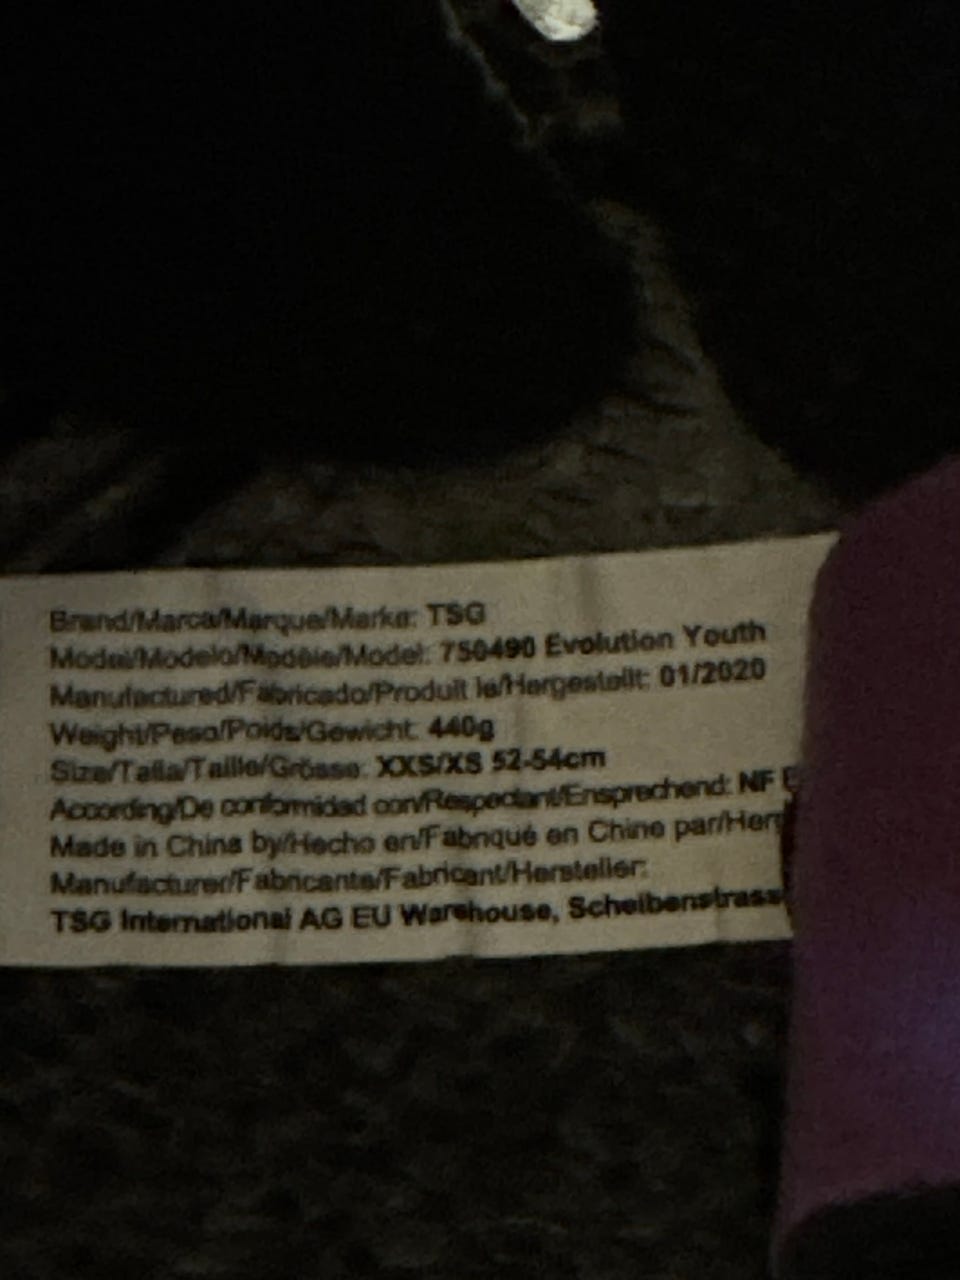 Brand/Marca/Marque/Marke: TSG
Model/Modelo/Modèle/Model: 750490 Evolution Youth
Manufactured/Fabricado/Produit le/Hergestellt: 01/2020
Weight/Peso/Poids/Gewicht: 440g
Size/Talla/Taille/Grösse: XXS/XS 52-54cm
According/De conformidad con/Respectant/Ensprechend: NF
Made in China by/Hecho en/Fabriqué en Chine par/Her
Manufacturer/Fabricante/Fabricant/Hersteller:
TSG International AG EU Warehouse, Scheibenstrass